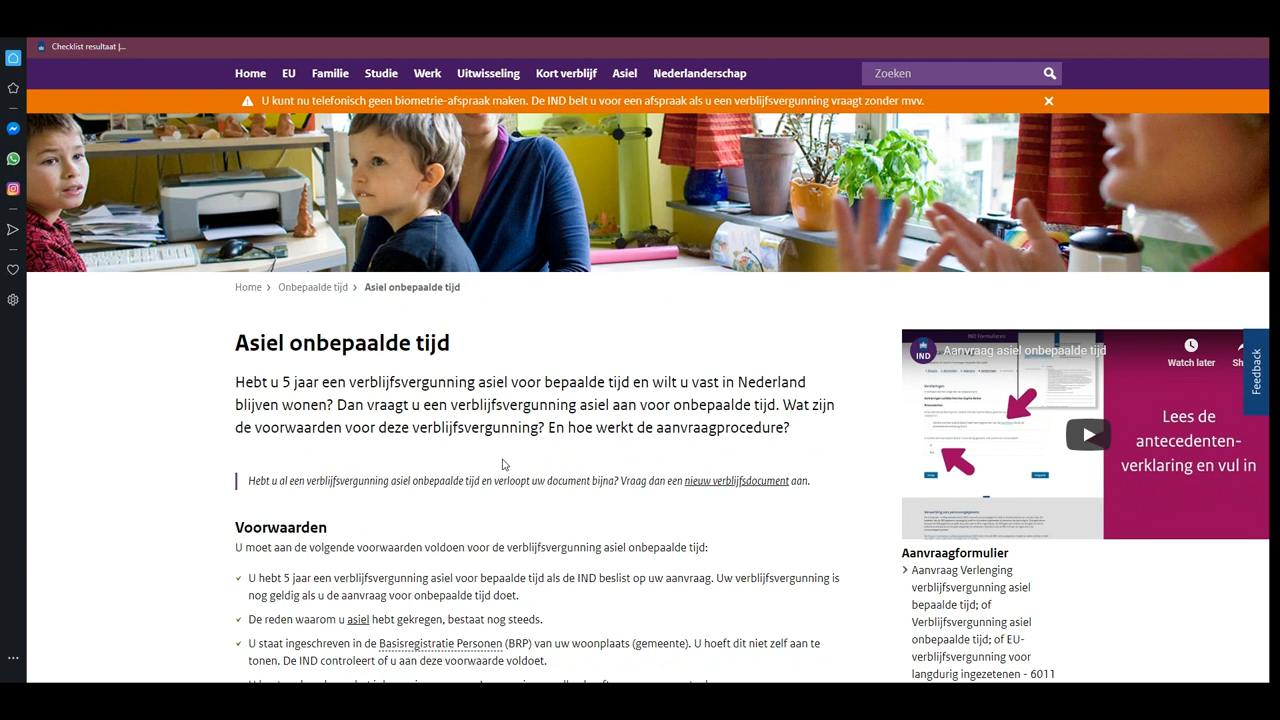 Checklist resultaat |...
Home EU Familie Studie Werk Uitwisseling Kort verblijf Asiel Nederlanderschap Zoeken
U kunt nu telefonisch geen biometrie-afspraak maken. De IND belt u voor een afspraak als u een verblijfsvergunning vraagt zonder mvv.
Home > Onbepaalde tijd > Asiel onbepaalde tijd
Asiel onbepaalde tijd
Hebt u 5 jaar een verblijfsvergunning asiel voor bepaalde tijd en wilt u vast in Nederland
blijven wonen? Dan vraagt u een verblijfsvergunning asiel aan voor onbepaalde tijd. Wat zijn
de voorwaarden voor deze verblijfsvergunning? En hoe werkt de aanvraagprocedure?
Hebt u al een verblijfsvergunning asiel onbepaalde tijd en verloopt uw document bijna? Vraag dan een nieuw verblijfsdocument aan.
Voorwaarden
U moet aan de volgende voorwaarden voldoen voor de verblijfsvergunning asiel onbepaalde tijd:
U hebt 5 jaar een verblijfsvergunning asiel voor bepaalde tijd als de IND beslist op uw aanvraag. Uw verblijfsvergunning is
nog geldig als u de aanvraag voor onbepaalde tijd doet.
De reden waarom u asiel hebt gekregen, bestaat nog steeds.
U staat ingeschreven in de Basisregistratie Personen (BRP) van uw woonplaats (gemeente). U hoeft dit niet zelf aan te
tonen. De IND controleert of u aan deze voorwaarde voldoet.
IND Formulieren
IND
Aanvraag asiel onbepaalde tijd
Watch later
Sh
Lees de
antecedenten-
verklaring en vul in
Feedback
Aanvraagformulier
Aanvraag Verlenging
verblijfsvergunning asiel
bepaalde tijd; of
Verblijfsvergunning asiel
onbepaalde tijd; of EU-
verblijfsvergunning voor
langdurig ingezetenen - 6011